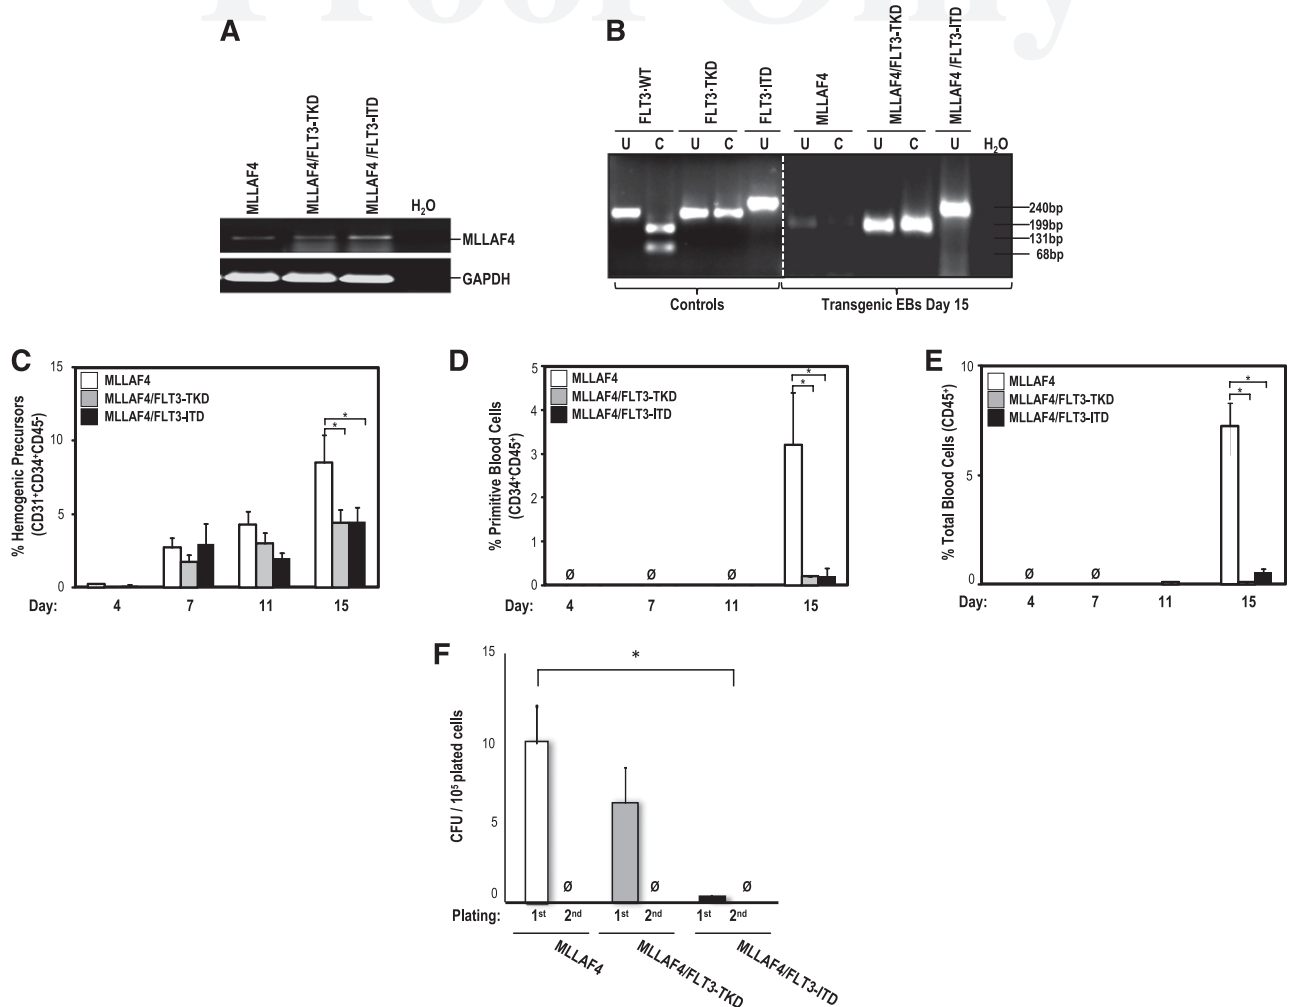 Proof Only
A
MLLAF4
MLLAF4/FLT3-TKD
MLLAF4 /FLT3-ITD
H2O
MLLAF4
GAPDH
B
FLT3-WT
FLT3-TKD
FLT3-ITD
MLLAF4
MLLAF4/FLT3-TKD
MLLAF4 /FLT3-ITD
U C U C U U C U C U H2O
240bp
199bp
131bp
68bp
Controls
Transgenic EBs Day 15
C
% Hemogenic Precursors
(CD31+CD34+CD45-)
15
10
5
0
MLLAF4
MLLAF4/FLT3-TKD
MLLAF4/FLT3-ITD
*
*
Day: 4 7 11 15
D
% Primitive Blood Cells
(CD34+CD45+)
5
4
3
2
1
0
MLLAF4
MLLAF4/FLT3-TKD
MLLAF4/FLT3-ITD
*
*
Ø Ø Ø
Day: 4 7 11 15
E
% Total Blood Cells (CD45+)
10
5
0
MLLAF4
MLLAF4/FLT3-TKD
MLLAF4/FLT3-ITD
*
*
Ø Ø
Day: 4 7 11 15
F
CFU / 10⁵ plated cells
15
10
5
0
*
Ø Ø Ø
Plating: 1st 2nd 1st 2nd 1st 2nd
MLLAF4
MLLAF4/FLT3-TKD
MLLAF4/FLT3-ITD